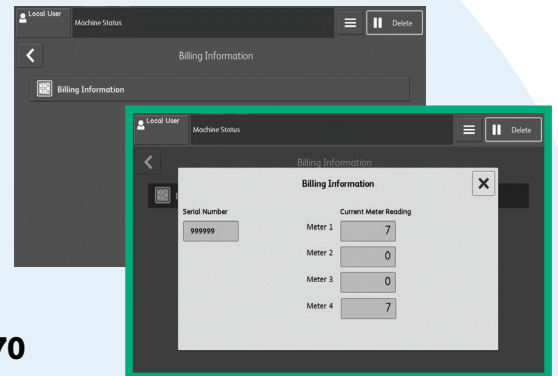 Local User
Machine Status
Delete
Billing Information
Billing Information
Local User
Machine Status
Delete
Billing Information
Billing Information
Serial Number
Current Meter Reading
999999
Meter 1
7
Meter 2
0
Meter 3
0
Meter 4
7
70